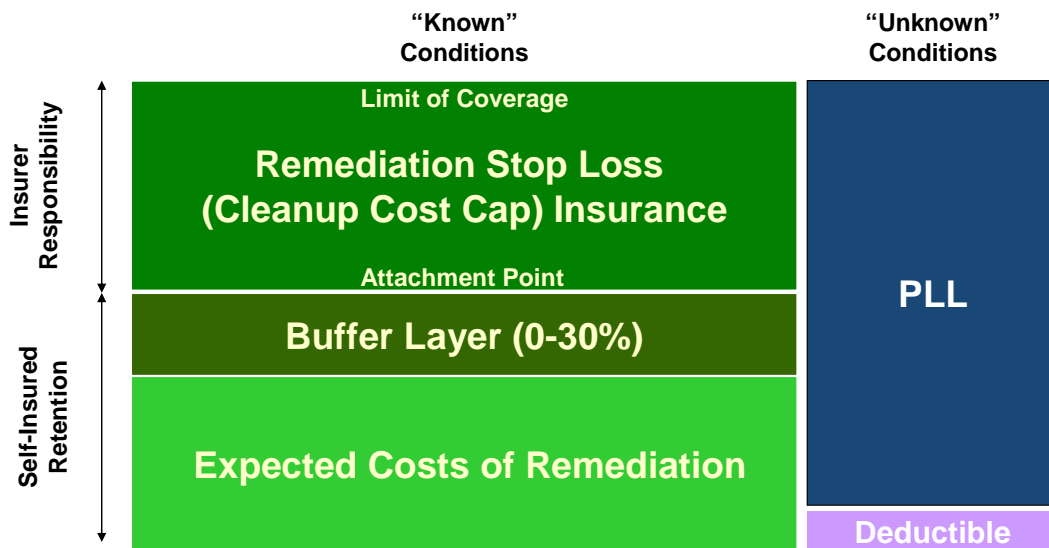 “Known”
Conditions
“Unknown”
Conditions
Insurer
Responsibility
Limit of Coverage
Remediation Stop Loss
(Cleanup Cost Cap) Insurance
Attachment Point
PLL
Self-Insured
Retention
Buffer Layer (0-30%)
Expected Costs of Remediation
Deductible